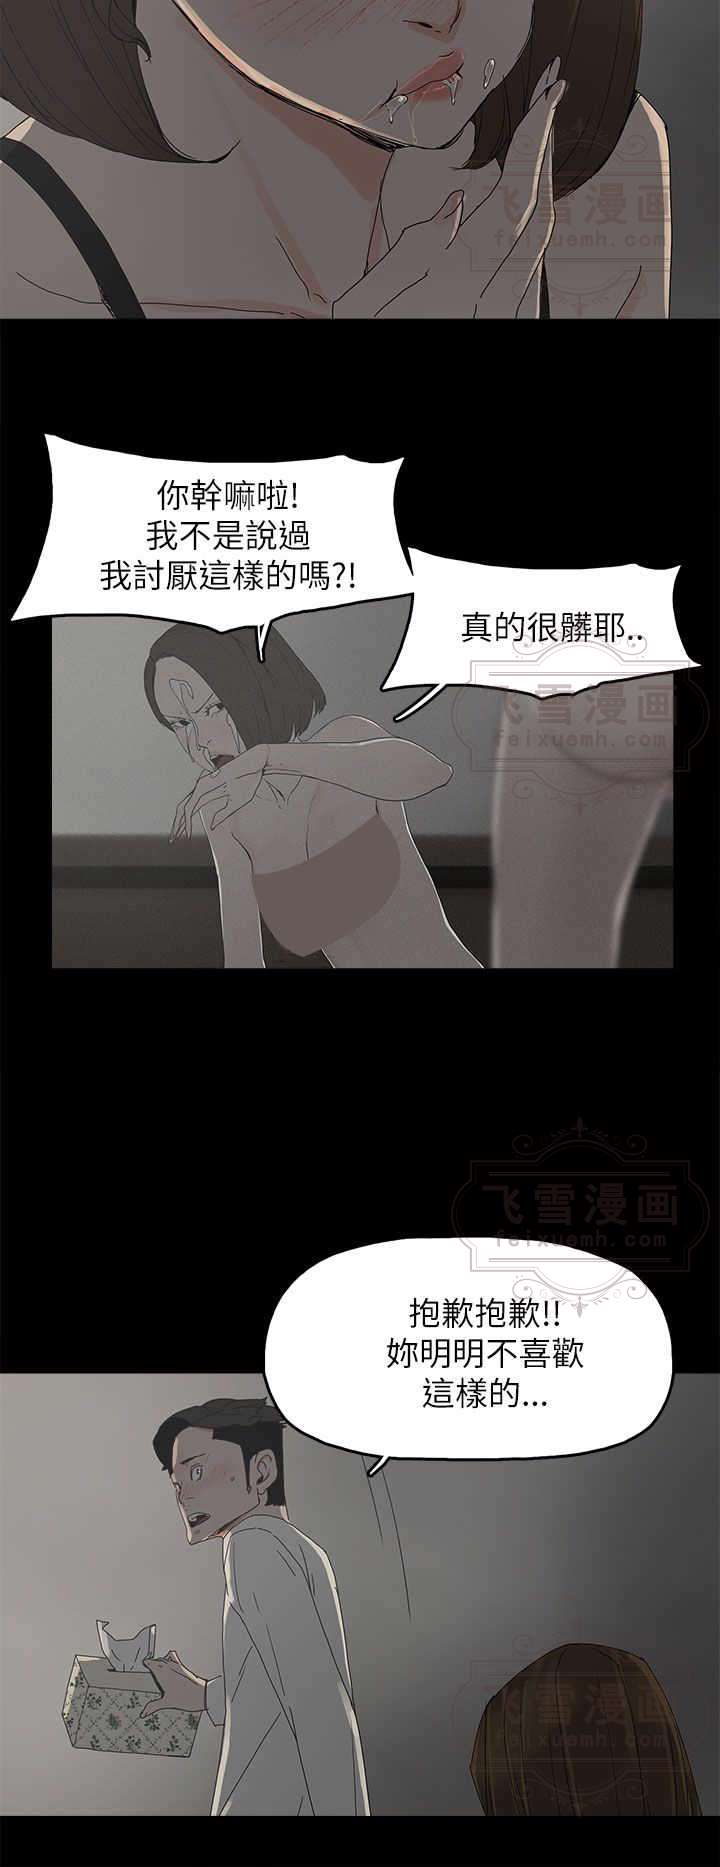 飞雪漫画
feixuemh.com
你幹嘛啦!
我不是說過
我討厭這樣的嗎?!
真的很髒耶..
飞雪漫画
feixuemh.com
飞雪漫画
feixuemh.com
抱歉抱歉!!
妳明明不喜歡
這樣的...
飞雪漫画
feixuemh.com